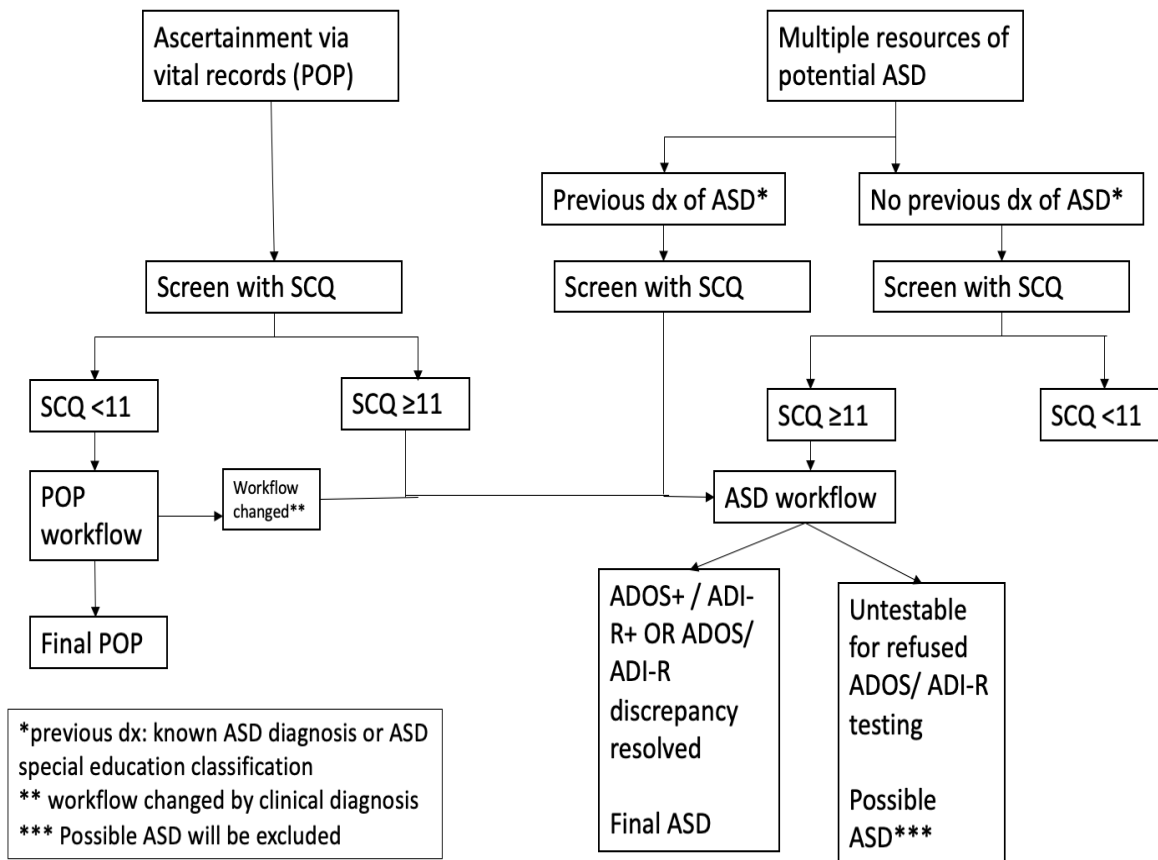 Ascertainment via
vital records (POP)
Multiple resources of
potential ASD
Previous dx of ASD*
No previous dx of ASD*
Screen with SCQ
Screen with SCQ
Screen with SCQ
SCQ <11
SCQ ≥11
SCQ ≥11
SCQ <11
POP
workflow
Workflow
changed**
ASD workflow
Final POP
ADOS+ / ADI-
R+ OR ADOS/
ADI-R
discrepancy
resolved
Final ASD
Untestable
for refused
ADOS/ ADI-R
testing
Possible
ASD***
*previous dx: known ASD diagnosis or ASD
special education classification
** workflow changed by clinical diagnosis
*** Possible ASD will be excluded